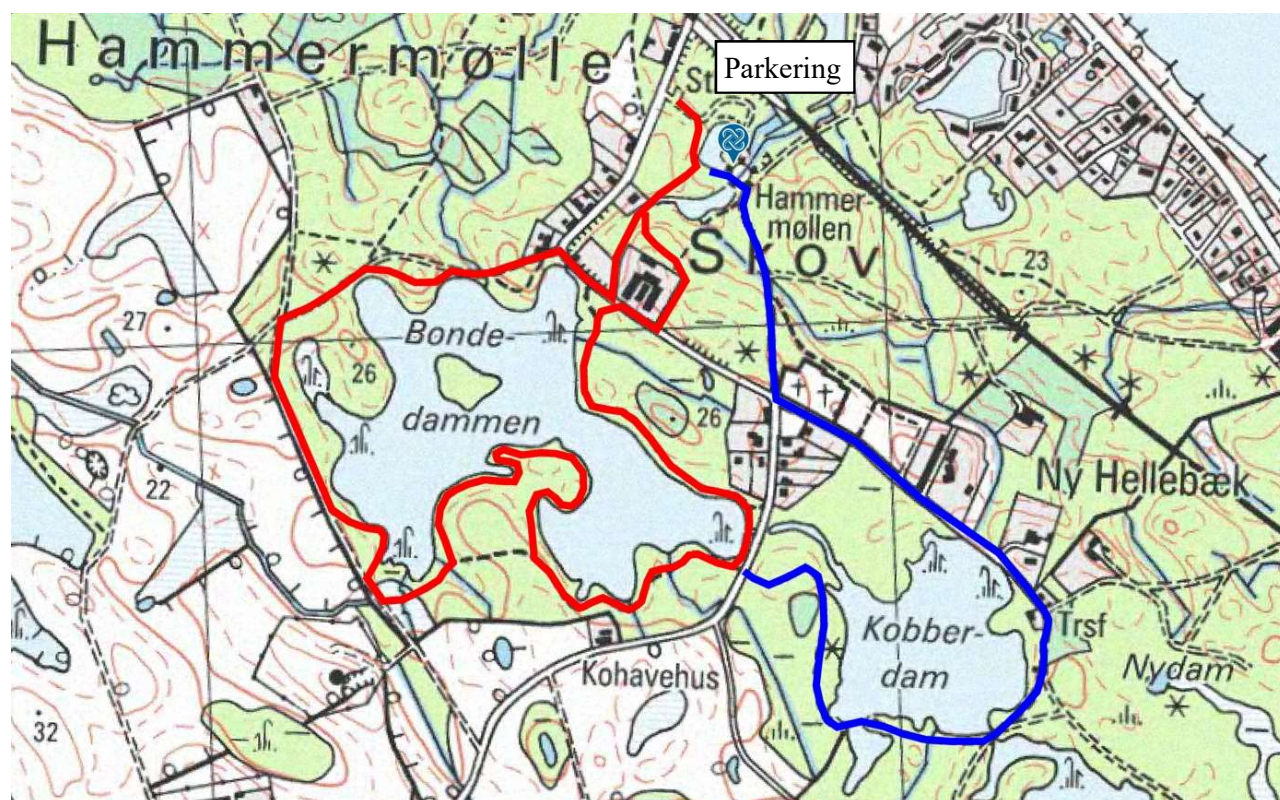 Hammermølle
Parkering
St
Hammer-
møllen
Skov
23
27
Bonde-
26
dammen
26
22
Ny Hellebæk
Kobber-
dam
Trsf
Nydam
Kohavehus
32